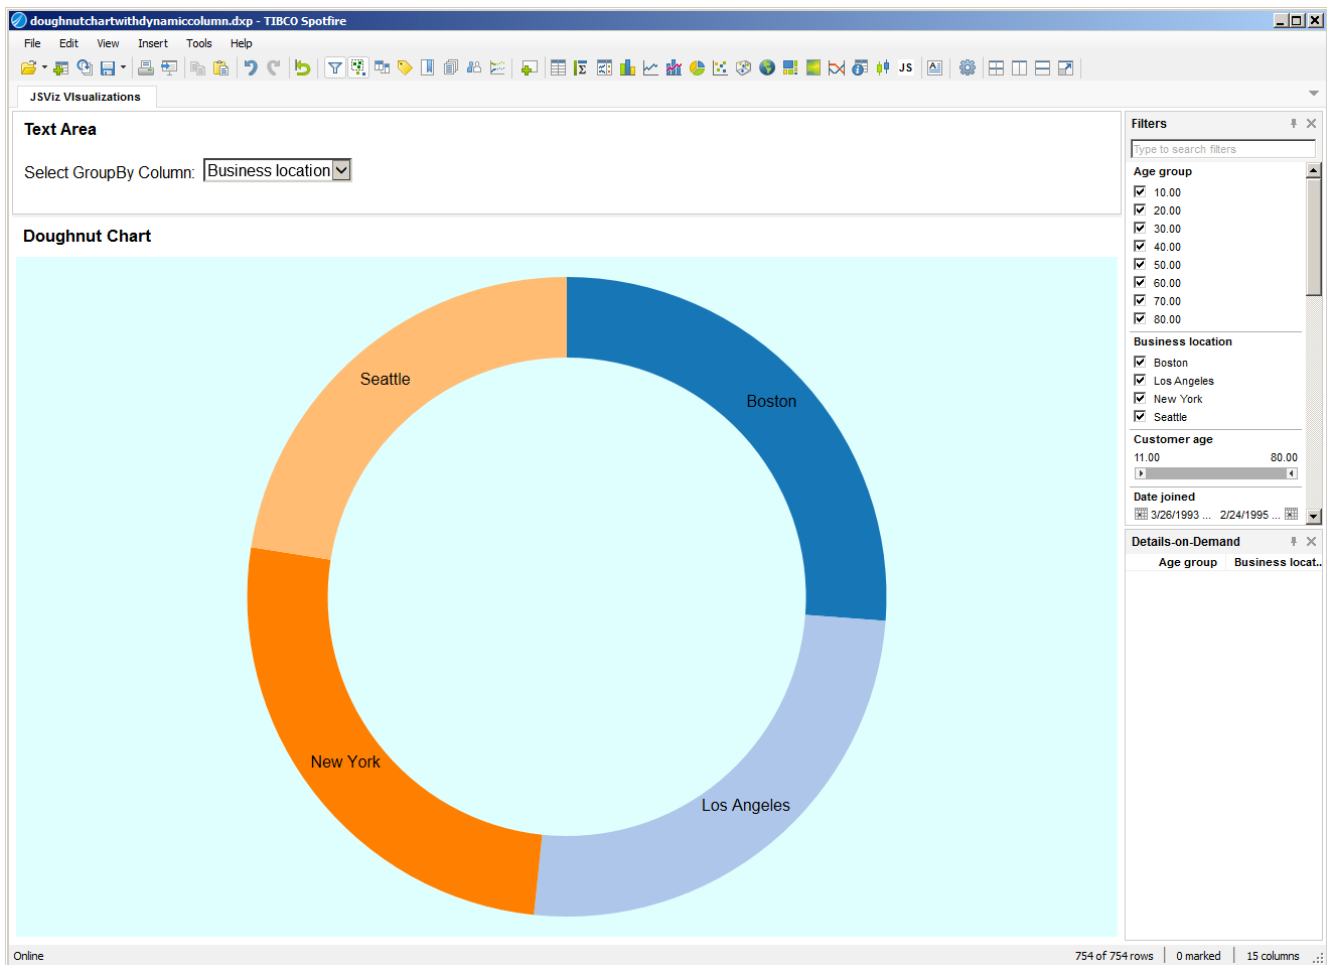 doughnutchartwithdynamiccolumn.dxp - TIBCO Spotfire
File Edit View Insert Tools Help
JS
JSViz VIsualizations
Text Area
Select GroupBy Column: Business location
Doughnut Chart
Seattle
Boston
New York
Los Angeles
Filters
Type to search filters
Age group
10.00
20.00
30.00
40.00
50.00
60.00
70.00
80.00
Business location
Boston
Los Angeles
New York
Seattle
Customer age
11.00 80.00
Date joined
3/26/1993 ... 2/24/1995 ...
Details-on-Demand
Age group Business locat..
Online 754 of 754 rows 0 marked 15 columns